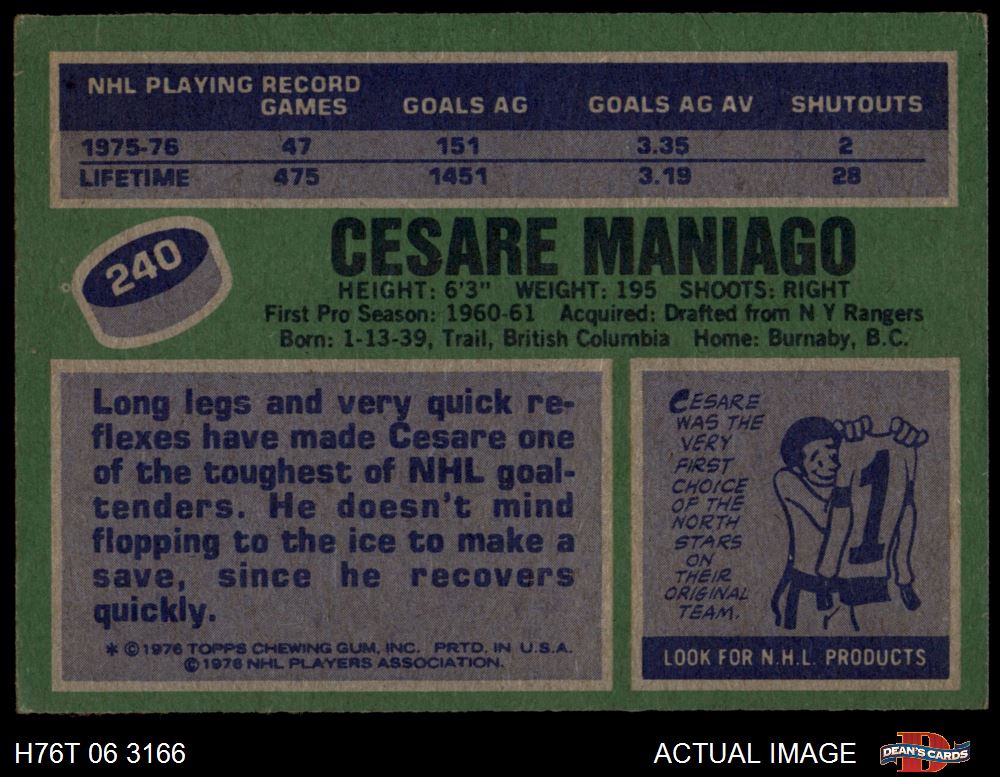 NHL PLAYING RECORD
GAMES GOALS AG GOALS AG AV SHUTOUTS
1975-76 47 151 3.35 2
LIFETIME 475 1451 3.19 28
240
CESARE MANIAGO
HEIGHT: 6'3" WEIGHT: 195 SHOOTS: RIGHT
First Pro Season: 1960-61 Acquired: Drafted from N Y Rangers
Born: 1-13-39, Trail, British Columbia Home: Burnaby, B.C.
Long legs and very quick re-
flexes have made Cesare one
of the toughest of NHL goal-
tenders. He doesn't mind
flopping to the ice to make a
save, since he recovers
quickly.
* ©1976 TOPPS CHEWING GUM, INC. PRTD. IN U.S.A.
©1976 NHL PLAYERS ASSOCIATION.
CESARE
WAS THE
VERY
FIRST
CHOICE
OF THE
NORTH
STARS
ON
THEIR
ORIGINAL
TEAM.
1
LOOK FOR N.H.L. PRODUCTS
H76T 06 3166
ACTUAL IMAGE
D
DEAN'S CARDS